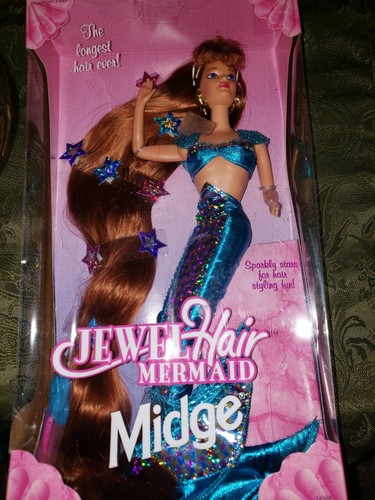 The
longest
hair ever!
Sparkly stars
for hair
styling fun!
JEWEL Hair
MERMAID
Midge